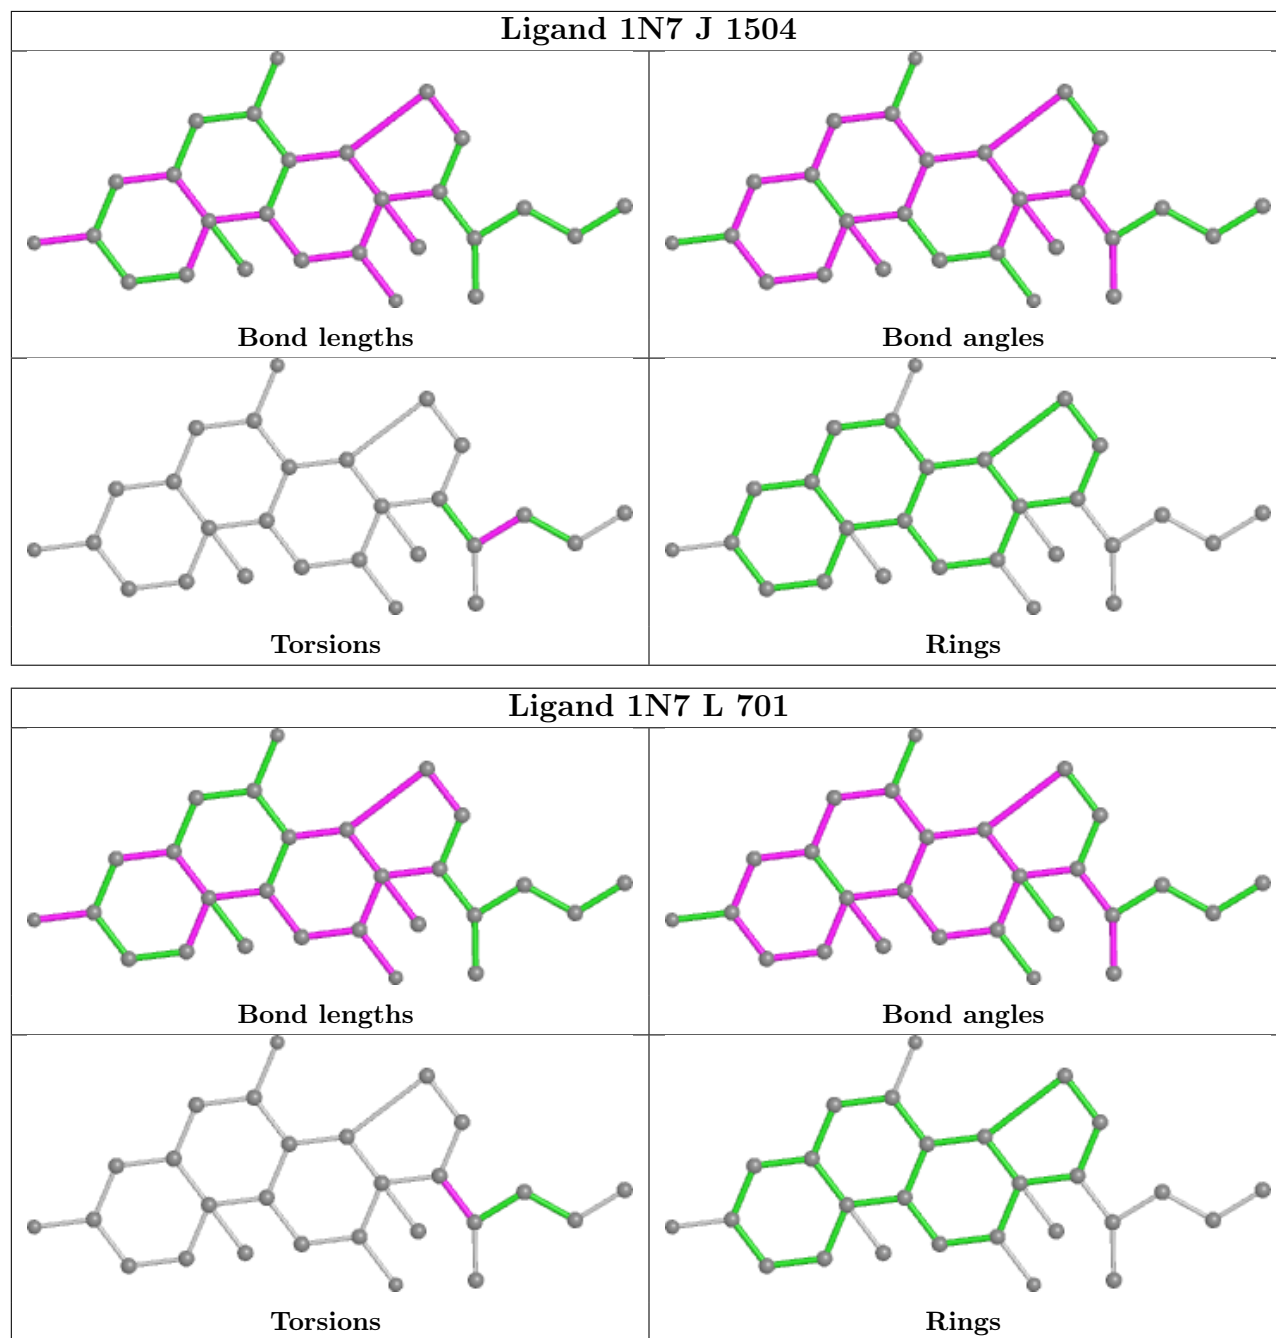 Ligand 1N7 J 1504
Bond lengths
Bond angles
Torsions
Rings
Ligand 1N7 L 701
Bond lengths
Bond angles
Torsions
Rings